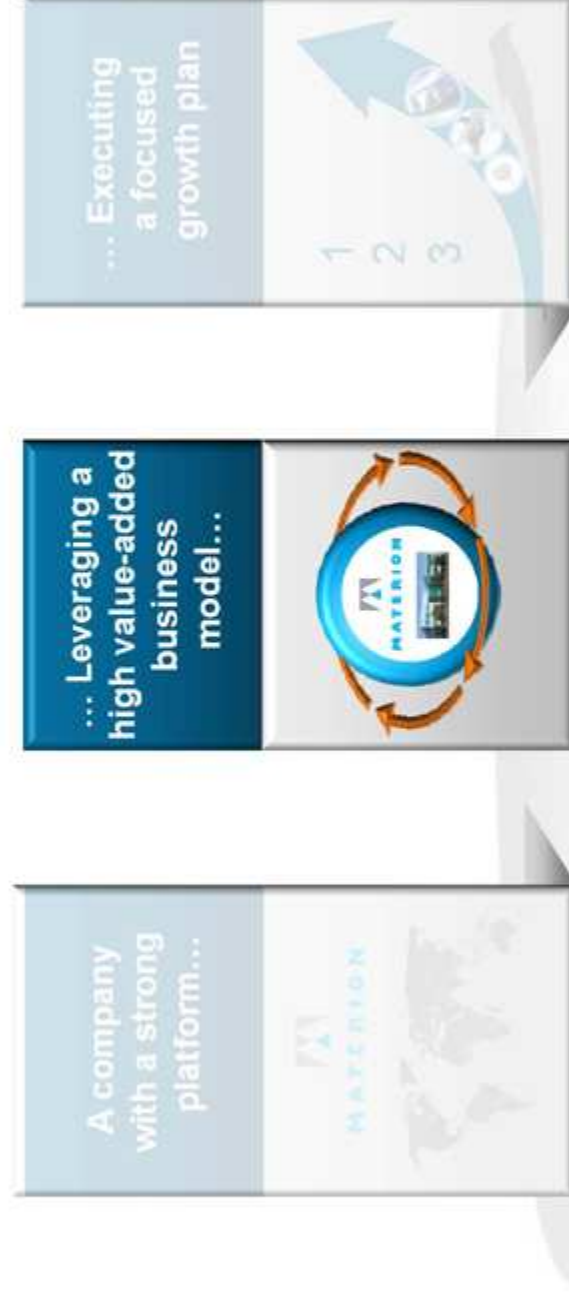 A company
with a strong
platform...
MATERION
... Leveraging a
high value-added
business
model...
MATERION
... Executing
a focused
growth plan
1
2
3